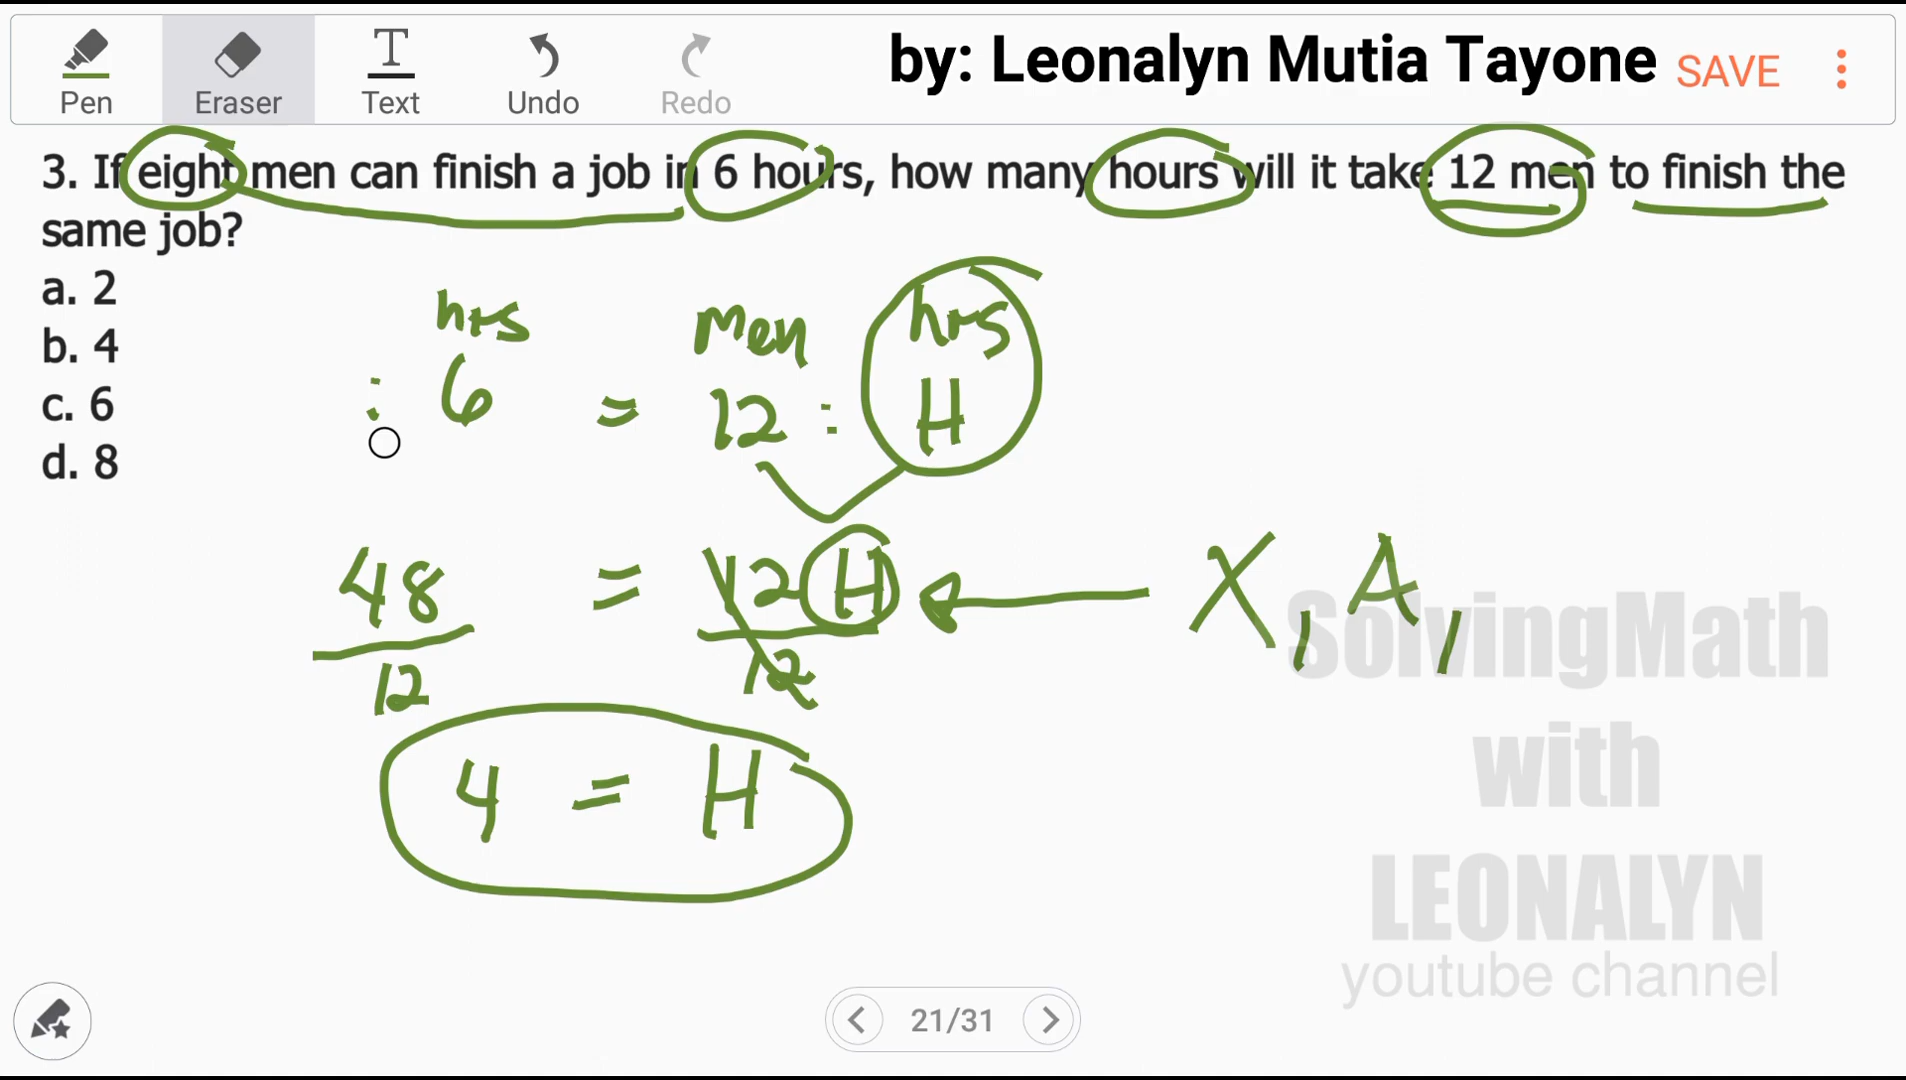 by: Leonalyn Mutia Tayone
SAVE
Pen
Eraser
Text
Undo
Redo
3. If eight men can finish a job in 6 hours, how many hours will it take 12 men to finish the
same job?
a. 2
b. 4
c. 6
d. 8
hrs Men hrs
: 6 = 12 : H
48 = 12H X, A,
12 12
4 = H
SolvingMath
with
LEONALYN
youtube channel
21/31